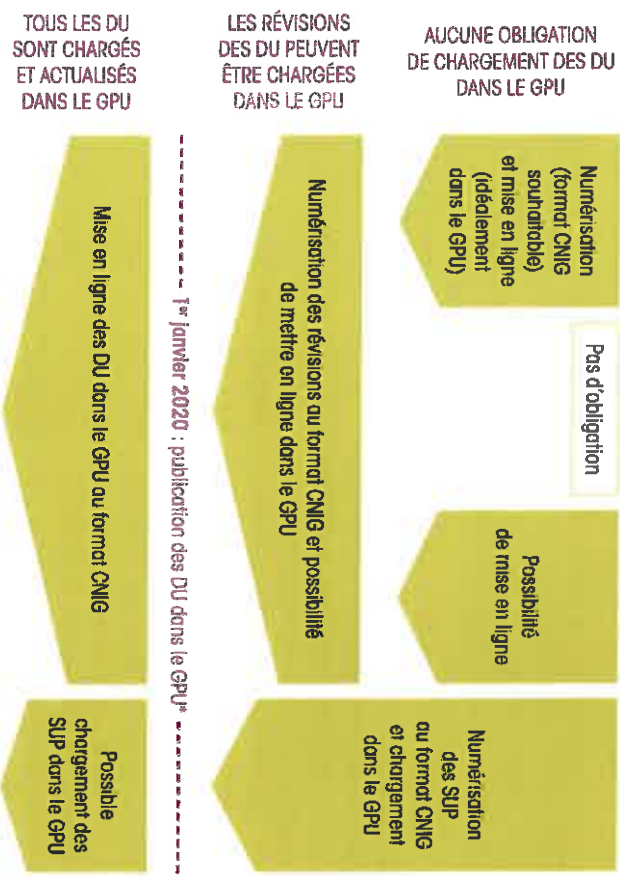 TOUS LES DU
SONT CHARGÉS
ET ACTUALISÉS
DANS LE GPU
LES RÉVISIONS
DES DU PEUVENT
ÊTRE CHARGÉES
DANS LE GPU
AUCUNE OBLIGATION
DE CHARGEMENT DES DU
DANS LE GPU
Numérisation
(format CNIG
souhaitable)
et mise en ligne
(idéalement
dans le GPU)
Pas d'obligation
Possibilité
de mise en ligne
Numérisation des révisions au format CNIG et possibilité
de mettre en ligne dans le GPU
Numérisation
des SUP
au format CNIG
et chargement
dans le GPU
1er janvier 2020 : publication des DU dans le GPU*
Mise en ligne des DU dans le GPU au format CNIG
Possible
chargement des
SUP dans le GPU